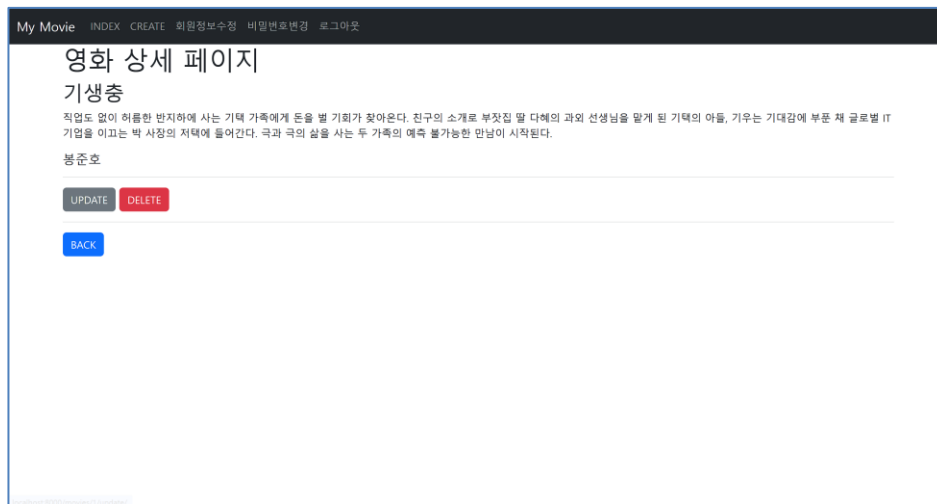 My Movie INDEX CREATE 회원정보수정 비밀번호변경 로그아웃
영화 상세 페이지
기생충
직업도 없이 허름한 반지하에 사는 기택 가족에게 돈을 벌 기회가 찾아온다. 친구의 소개로 부잣집 딸 다혜의 과외 선생님을 맡게 된 기택의 아들, 기우는 기대감에 부푼 채 글로벌 IT
기업을 이끄는 박 사장의 저택에 들어간다. 극과 극의 삶을 사는 두 가족의 예측 불가능한 만남이 시작된다.
봉준호
UPDATE DELETE
BACK